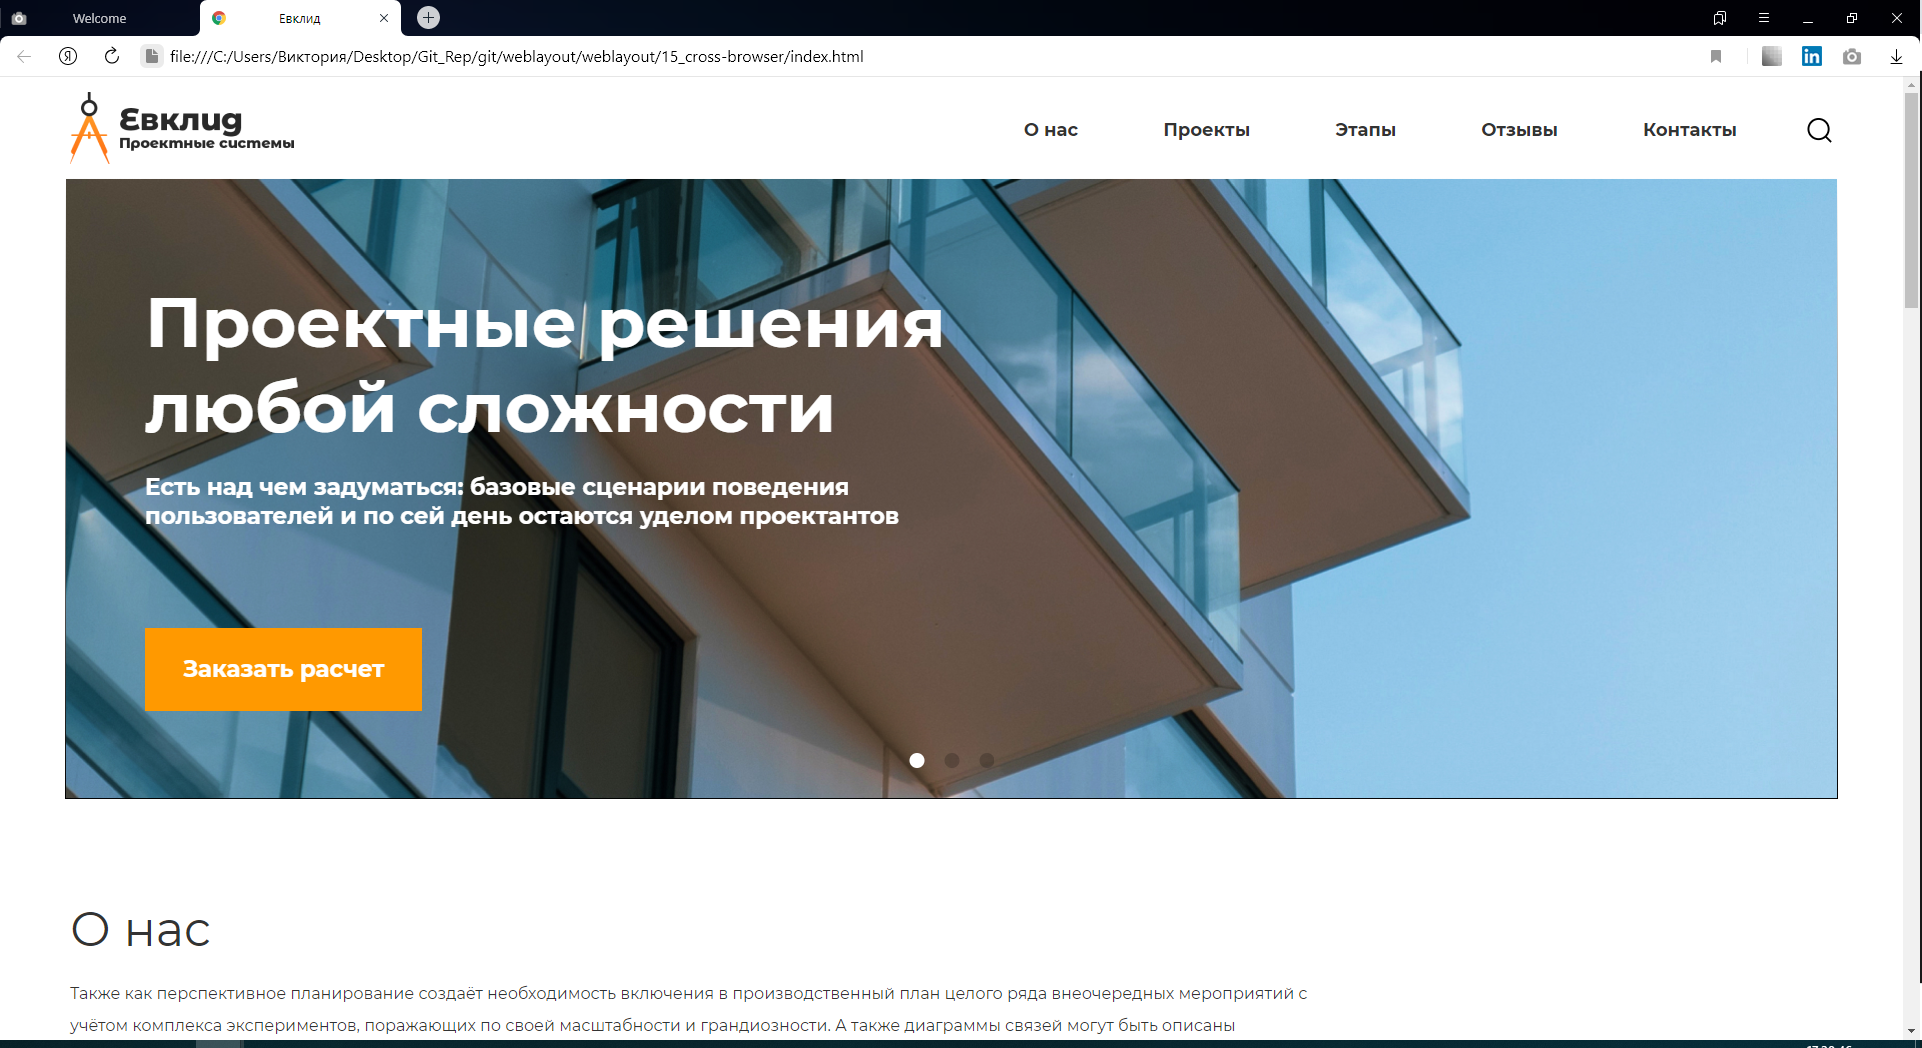 Welcome
Евклид
Я
file:///C:/Users/Виктория/Desktop/Git_Rep/git/weblayout/weblayout/15_cross-browser/index.html
in
Евклид
Проектные системы
О нас
Проекты
Этапы
Отзывы
Контакты
Проектные решения
любой сложности
Есть над чем задуматься: базовые сценарии поведения
пользователей и по сей день остаются уделом проектантов
Заказать расчет
О нас
Также как перспективное планирование создаёт необходимость включения в производственный план целого ряда внеочередных мероприятий с
учётом комплекса экспериментов, поражающих по своей масштабности и грандиозности. А также диаграммы связей могут быть описаны